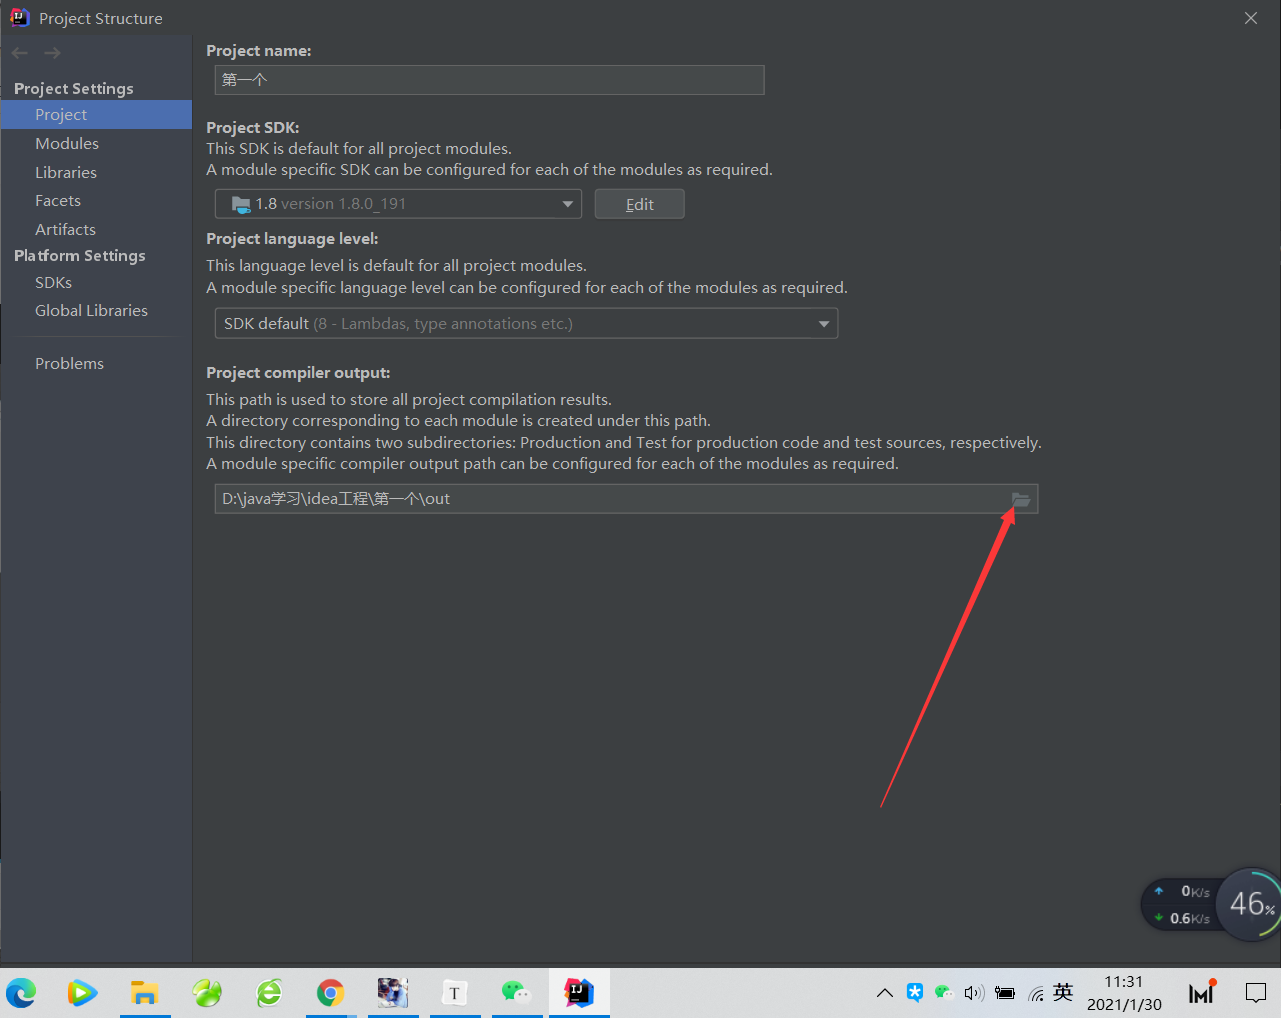 Project Structure
Project Settings
Project
Modules
Libraries
Facets
Artifacts
Platform Settings
SDKs
Global Libraries
Problems
Project name:
第一个
Project SDK:
This SDK is default for all project modules.
A module specific SDK can be configured for each of the modules as required.
1.8 version 1.8.0_191
Edit
Project language level:
This language level is default for all project modules.
A module specific language level can be configured for each of the modules as required.
SDK default (8 - Lambdas, type annotations etc.)
Project compiler output:
This path is used to store all project compilation results.
A directory corresponding to each module is created under this path.
This directory contains two subdirectories: Production and Test for production code and test sources, respectively.
A module specific compiler output path can be configured for each of the modules as required.
D:\java学习\idea工程\第一个\out
0K/s
0.6K/s
46%
T
IJ
英
11:31
2021/1/30